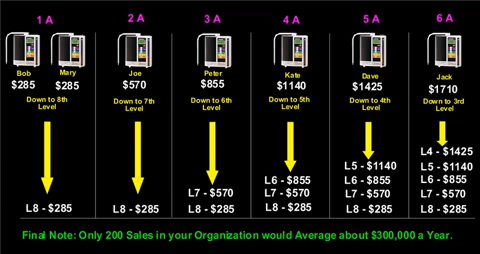 1 A 2 A 3 A 4 A 5 A 6 A
Bob Mary Joe Peter Kate Dave Jack
$285 $285 $570 $855 $1140 $1425 $1710
Down to 8th Level
Down to 7th Level
Down to 6th Level
Down to 5th Level
Down to 4th Level
Down to 3rd Level
L8 - $285
L8 - $285
L7 - $570
L8 - $285
L6 - $855
L7 - $570
L8 - $285
L5 - $1140
L6 - $855
L7 - $570
L8 - $285
L4 - $1425
L5 - $1140
L6 - $855
L7 - $570
L8 - $285
Final Note: Only 200 Sales in your Organization would Average about $300,000 a Year.